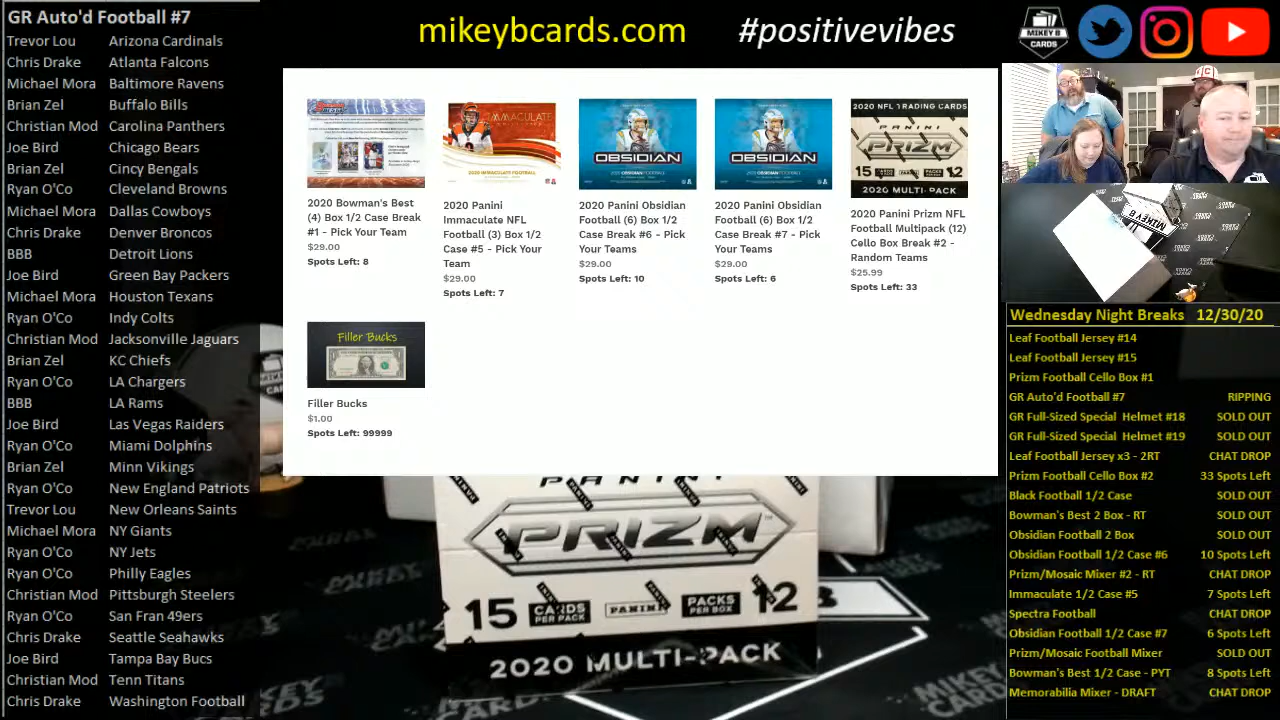 GR Auto'd Football #7
Trevor Lou Arizona Cardinals
Chris Drake Atlanta Falcons
Michael Mora Baltimore Ravens
Brian Zel Buffalo Bills
Christian Mod Carolina Panhers
Joe Bird Chicago Bears
Brian Zel Cincy Bengals
Ryan O'Co Cleveland Browns
Michael Mora Dallas Cowboys
Chris Drake Denver Broncos
BBB Detroit Lions
Joe Bird Green Bay Packers
Michael Mora Houston Texans
Ryan O'Co Indy Colts
Christian Mod Jacksonville Jaguars
Brian Zel KC Chiefs
Ryan O'Co LA Chargers
BBB LA Rams
Joe Bird Las Vegas Raiders
Ryan O'Co Miami Dolphins
Brian Zel Minn Vikings
Ryan O'Co New England Patriots
Trevor Lou New Orleans Saints
Michael Mora NY Giants
Ryan O'Co NY Jets
Ryan O'Co Philly Eagles
Christian Mod Pittsburgh Steelers
Ryan O'Co San Fran 49ers
Chris Drake Seattle Seahawks
Joe Bird Tampa Bay Bucs
Christian Mod Tenn Titans
Chris Drake Washington Football
mikeybcards.com #positivevibes
MIKEY B
CARDS
IMMACULATE
OBSIDIAN
OBSIDIAN
2020 NFL TRADING CARDS
PANINI
PRIZM
15 12
2020 MULTI-PACK
2020 Bowman's Best
(4) Box 1/2 Case Break
#1 - Pick Your Team
$29.00
Spots Left: 8
2020 Panini
Immaculate NFL
Football (3) Box 1/2
Case #5 - Pick Your
Team
$29.00
Spots Left: 7
2020 Panini Obsidian
Football (6) Box 1/2
Case Break #6 - Pick
Your Teams
$29.00
Spots Left: 10
2020 Panini Obsidian
Football (6) Box 1/2
Case Break #7 - Pick
Your Teams
$29.00
Spots Left: 6
2020 Panini Prizm NFL
Football Multipack (12)
Cello Box Break #2 -
Random Teams
$25.99
Spots Left: 33
Filler Bucks
Filler Bucks
$1.00
Spots Left: 99999
PANINI
PRIZM
15 CARDS PER PACK PANINI PACKS PER BOX 12
2020 MULTI-PACK
Wednesday Night Breaks 12/30/20
Leaf Football Jersey #14
Leaf Football Jersey #15
Prizm Football Cello Box #1
GR Auto'd Football #7 RIPPING
GR Full-Sized Special Helmet #18 SOLD OUT
GR Full-Sized Special Helmet #19 SOLD OUT
Leaf Football Jersey x3 - 2RT CHAT DROP
Prizm Football Cello Box #2 33 Spots Left
Black Football 1/2 Case SOLD OUT
Bowman's Best 2 Box - RT SOLD OUT
Obsidian Football 2 Box SOLD OUT
Obsidian Football 1/2 Case #6 10 Spots Left
Prizm/Mosaic Mixer #2 - RT CHAT DROP
Immaculate 1/2 Case #5 7 Spots Left
Spectra Football CHAT DROP
Obsidian Football 1/2 Case #7 6 Spots Left
Prizm/Mosaic Football Mixer SOLD OUT
Bowman's Best 1/2 Case - PYT 8 Spots Left
Memorabilia Mixer - DRAFT CHAT DROP